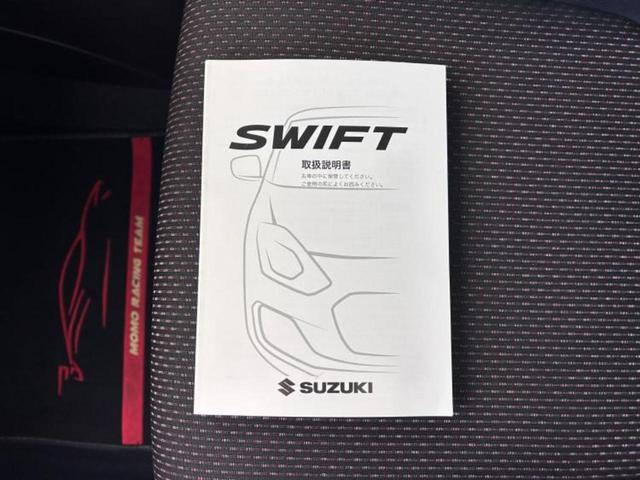 SWIFT
取扱説明書
お車の中に保管してください。
ご使用の前によくお読みください。
SUZUKI
MOMO RACING TEAM